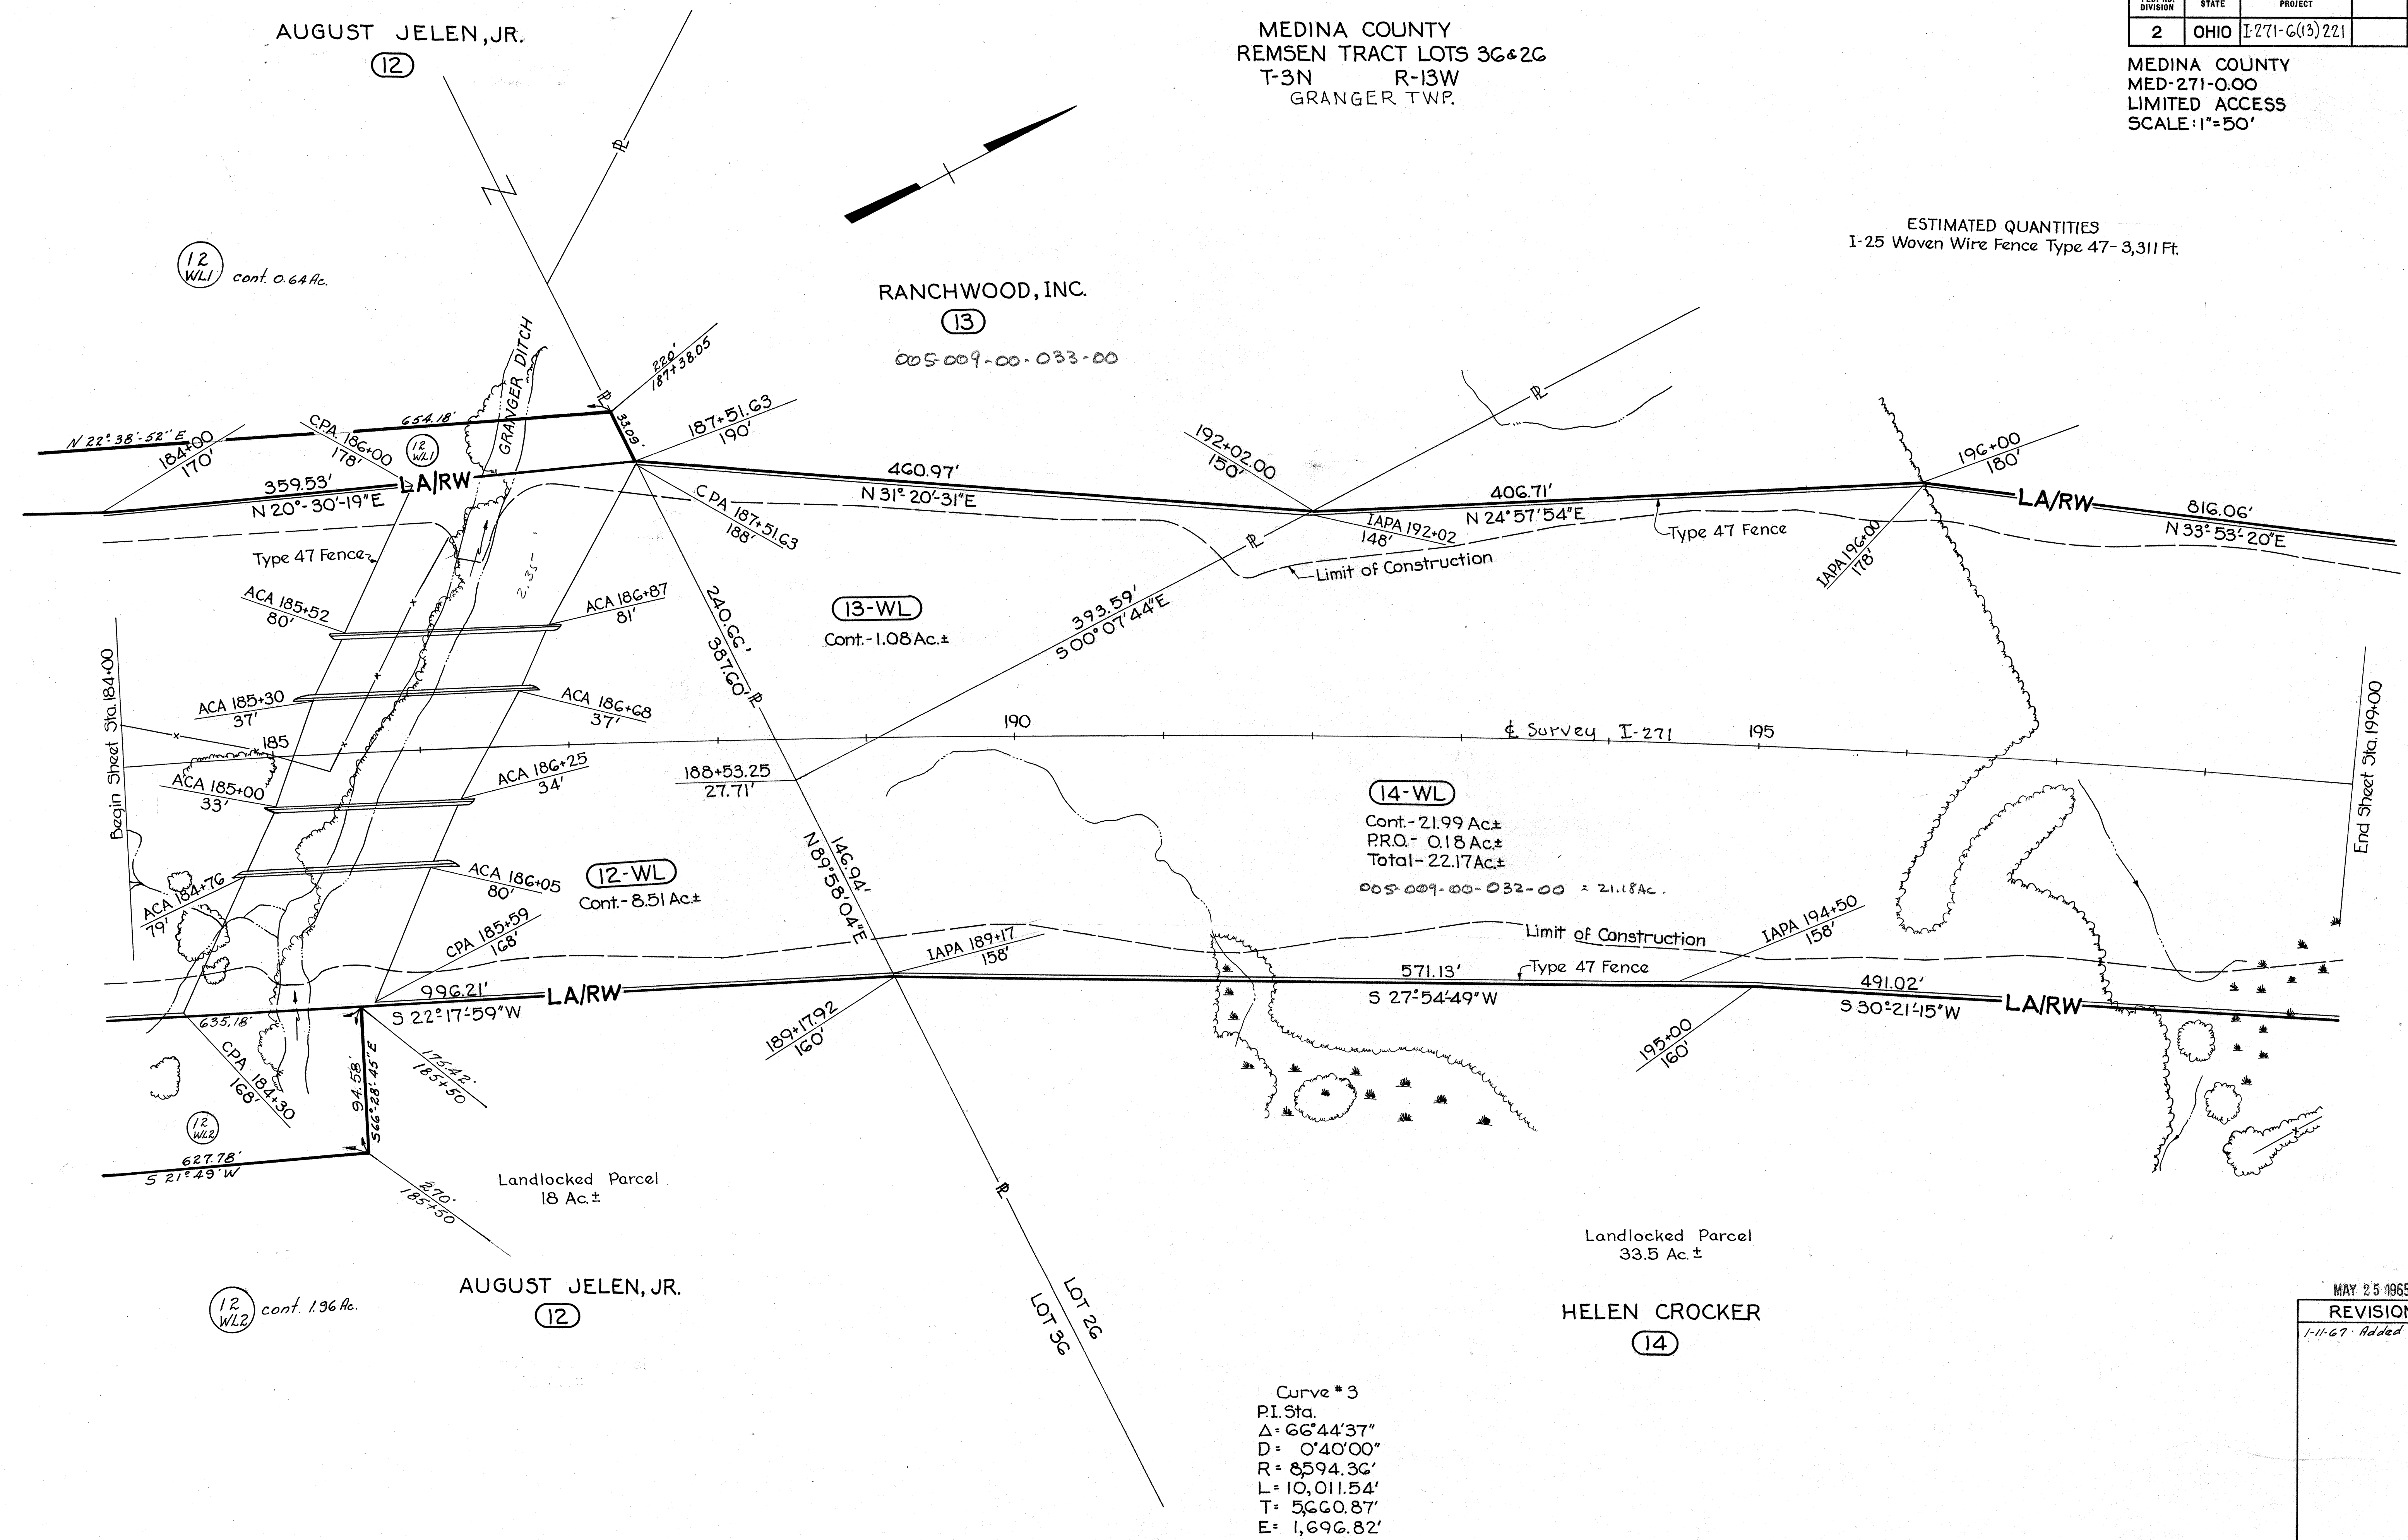 AUGUST JELEN, JR.
12
MEDINA COUNTY
REMSEN TRACT LOTS 36&26
T-3N R-13W
GRANGER TWP.
DIVISION STATE PROJECT
2 OHIO I-271-6(13)221
MEDINA COUNTY
MED-271-0.00
LIMITED ACCESS
SCALE: 1"=50'
ESTIMATED QUANTITIES
I-25 Woven Wire Fence Type 47-3,311 Ft.
12
WL1
cont. 0.64 Ac.
RANCHWOOD, INC.
13
005-009-00-033-00
GRANGER DITCH
220'
187+38.05
N 22°-38'-52" E
654.18'
33.09'
184+00
170'
CPA 186+00
178'
12
WL1
187+51.63
190'
359.53'
N 20°-30'-19"E
LA/RW
460.97'
N 31°-20'-31"E
CPA 187+51.63
188'
192+02.00
150'
IAPA 192+02
148'
406.71'
N 24°57'54"E
Type 47 Fence
196+00
180'
IAPA 196+00
178'
LA/RW
816.06'
N 33°-53'-20"E
Type 47 Fence
Limit of Construction
2.35-
ACA 185+52
80'
ACA 186+87
81'
240.66'
387.60'
PL
13-WL
Cont.-1.08 Ac.±
393.59'
S 00°07'44"E
PL
PL
PL
PL
Begin Sheet Sta. 184+00
ACA 185+30
37'
ACA 186+68
37'
185
190
₵ Survey, I-271
195
End Sheet Sta. 199+00
ACA 185+00
33'
ACA 186+25
34'
188+53.25
27.71'
14-WL
Cont.-21.99 Ac±
P.R.O.- 0.18 Ac±
Total-22.17 Ac.±
005-009-00-032-00 = 21.18 Ac.
ACA 184+76
79'
ACA 186+05
80'
12-WL
Cont.-8.51 Ac.±
146.94'
N 89°58'04"E
CPA 185+59
168'
IAPA 189+17
158'
Limit of Construction
IAPA 194+50
158'
996.21'
S 22°-17'-59"W
LA/RW
571.13'
S 27°-54'-49"W
Type 47 Fence
491.02'
S 30°-21'-15"W
LA/RW
635.18'
CPA 184+30
168'
94.58'
S66°-28'-45"E
175.42'
185+50
189+17.92
160'
195+00
160'
12
WL2
627.78'
S 21°-49' W
270'
185+50
Landlocked Parcel
18 Ac.±
PL
Landlocked Parcel
33.5 Ac.±
12
WL2
cont. 1.96 Ac.
AUGUST JELEN, JR.
12
LOT 26
LOT 36
HELEN CROCKER
14
MAY 25 1965
REVISION
1-11-67 Added
Curve #3
P.I. Sta.
Δ= 66°44'37"
D= 0°40'00"
R= 8,594.36'
L= 10,011.54'
T= 5,660.87'
E= 1,696.82'